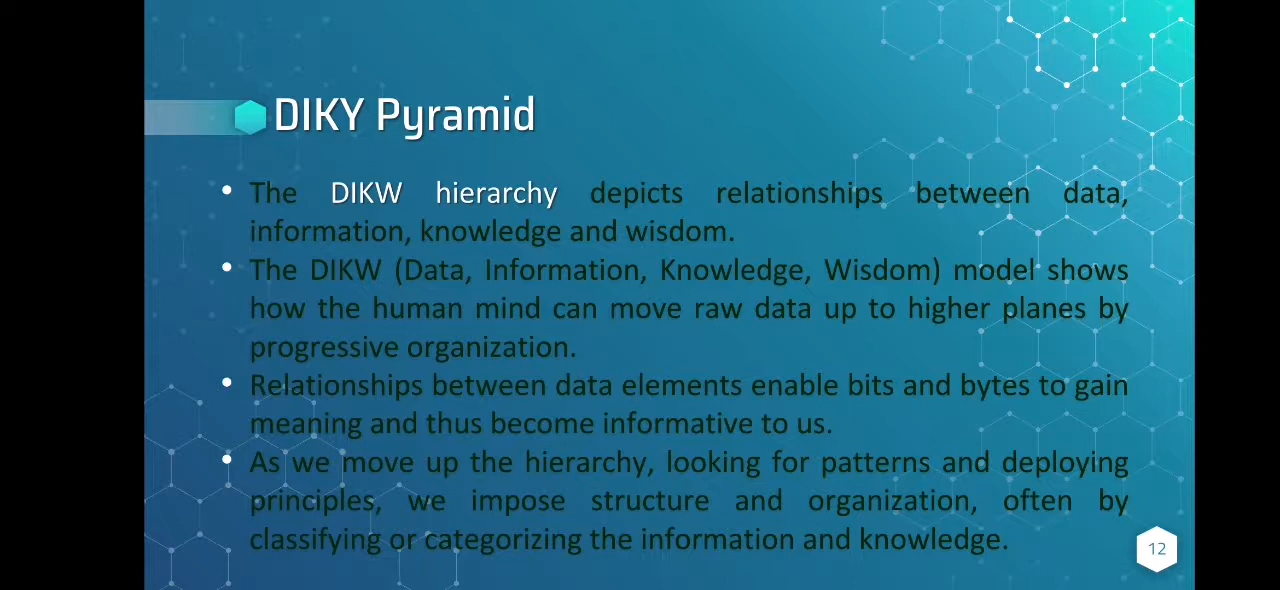 DIKY Pyramid
• The DIKW hierarchy depicts relationships between data,
information, knowledge and wisdom.
• The DIKW (Data, Information, Knowledge, Wisdom) model shows
how the human mind can move raw data up to higher planes by
progressive organization.
• Relationships between data elements enable bits and bytes to gain
meaning and thus become informative to us.
• As we move up the hierarchy, looking for patterns and deploying
principles, we impose structure and organization, often by
classifying or categorizing the information and knowledge.
12